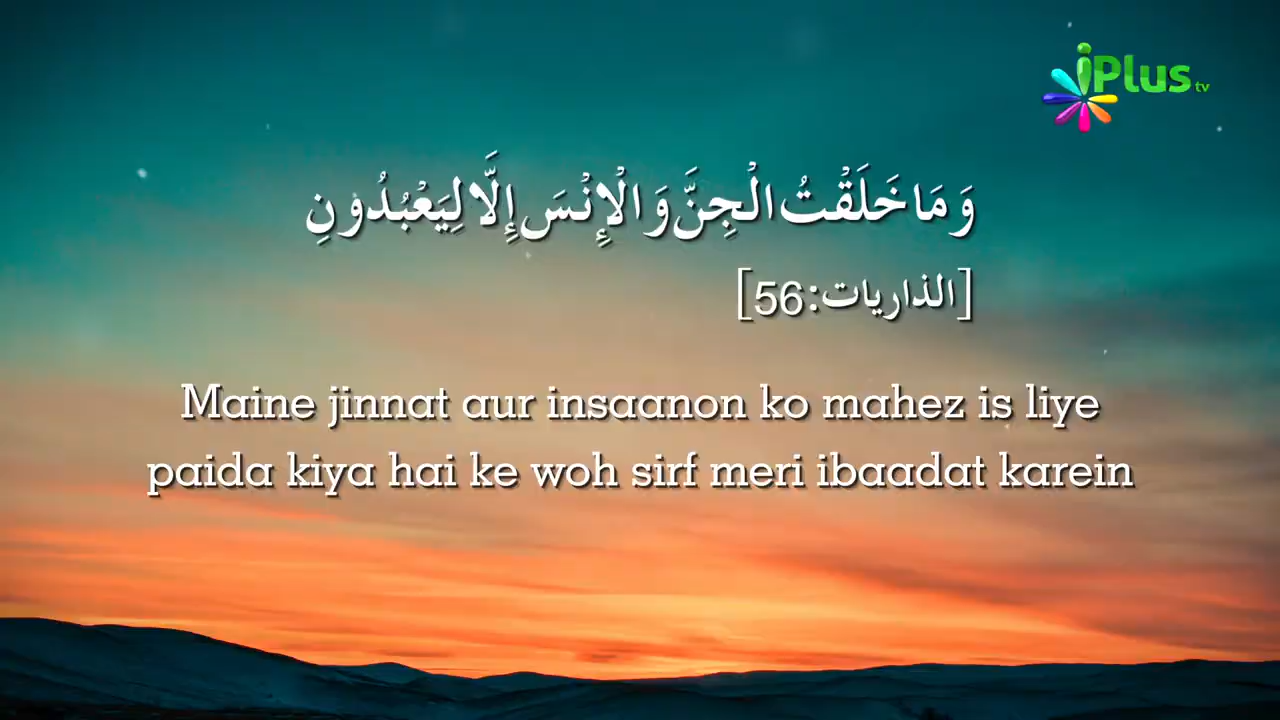 iPlus tv
وَمَا خَلَقْتُ الْجِنَّ وَالْإِنْسَ إِلَّا لِيَعْبُدُونِ
[الذاريات:56]
Maine jinnat aur insaanon ko mahez is liye
paida kiya hai ke woh sirf meri ibaadat karein